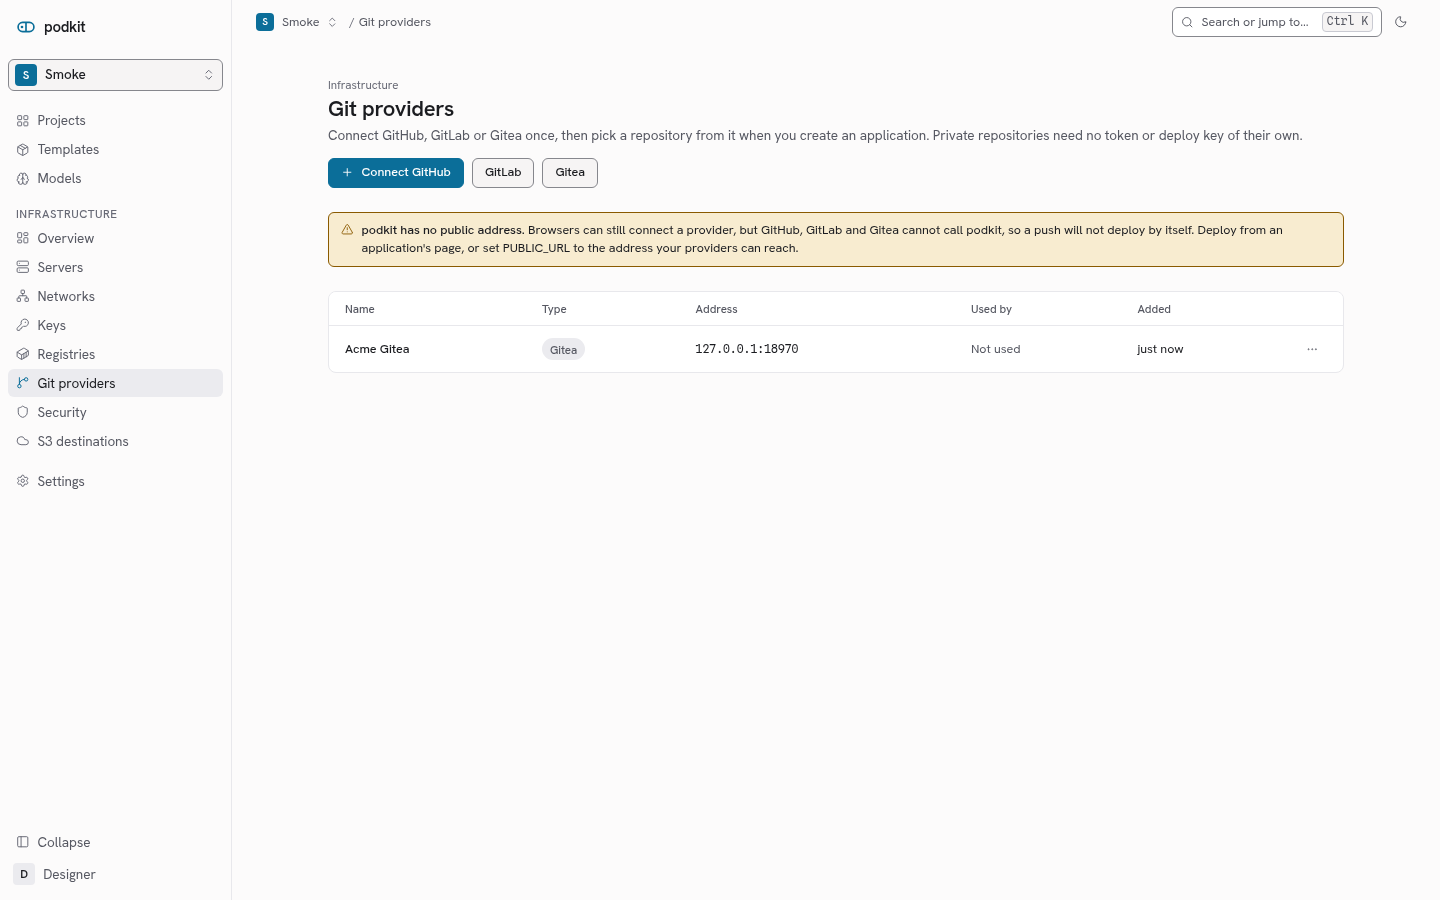 podkit
S Smoke
Projects
Templates
Models
INFRASTRUCTURE
Overview
Servers
Networks
Keys
Registries
Git providers
Security
S3 destinations
Settings
Collapse
D Designer
S Smoke / Git providers
Search or jump to... Ctrl K
Infrastructure
Git providers
Connect GitHub, GitLab or Gitea once, then pick a repository from it when you create an application. Private repositories need no token or deploy key of their own.
Connect GitHub GitLab Gitea
podkit has no public address. Browsers can still connect a provider, but GitHub, GitLab and Gitea cannot call podkit, so a push will not deploy by itself. Deploy from an
application's page, or set PUBLIC_URL to the address your providers can reach.
Name Type Address Used by Added
Acme Gitea Gitea 127.0.0.1:18970 Not used just now